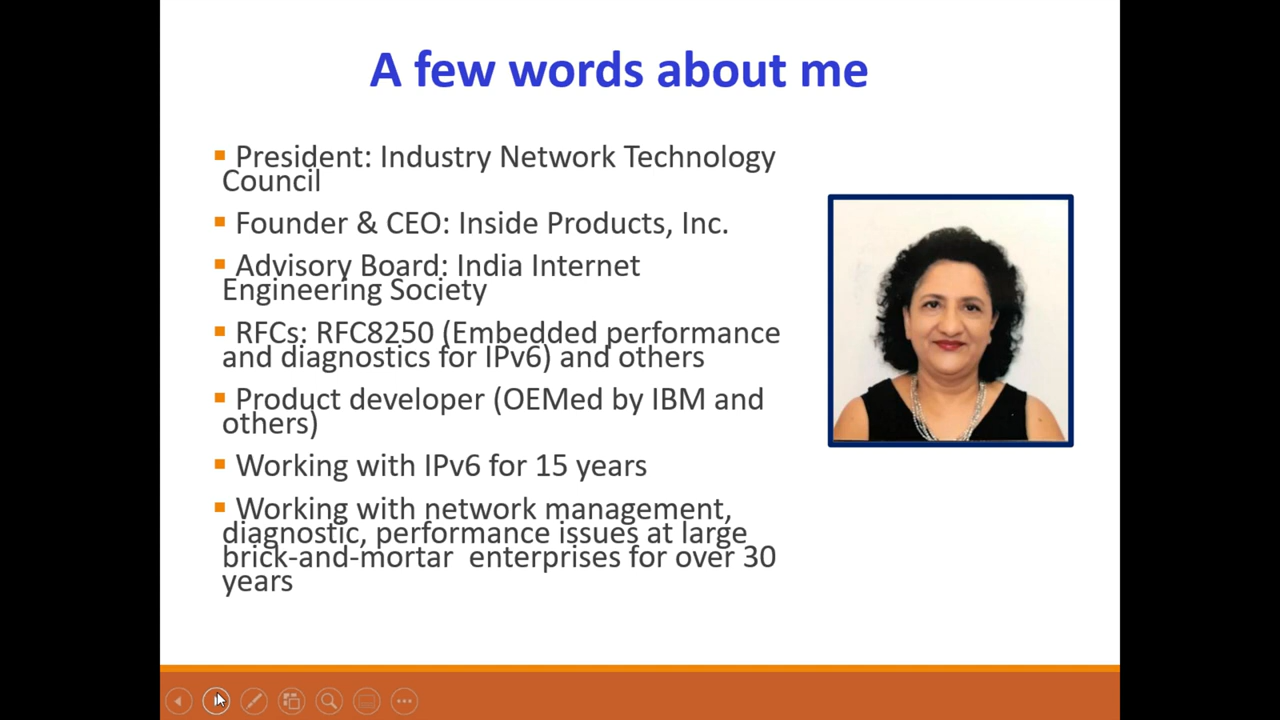 A few words about me
President: Industry Network Technology
Council
Founder & CEO: Inside Products, Inc.
Advisory Board: India Internet
Engineering Society
RFCs: RFC8250 (Embedded performance
and diagnostics for IPv6) and others
Product developer (OEMed by IBM and
others)
Working with IPv6 for 15 years
Working with network management,
diagnostic, performance issues at large
brick-and-mortar  enterprises for over 30
years